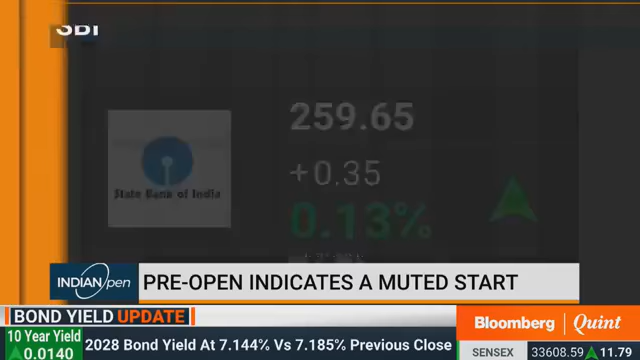 SBI
259.65
+0.35
State Bank of India
0.13%
INDIAN open
PRE-OPEN INDICATES A MUTED START
BOND YIELD UPDATE
Bloomberg | Quint
10 Year Yield
0.0140
2028 Bond Yield At 7.144% Vs 7.185% Previous Close
SENSEX 33608.59 11.79